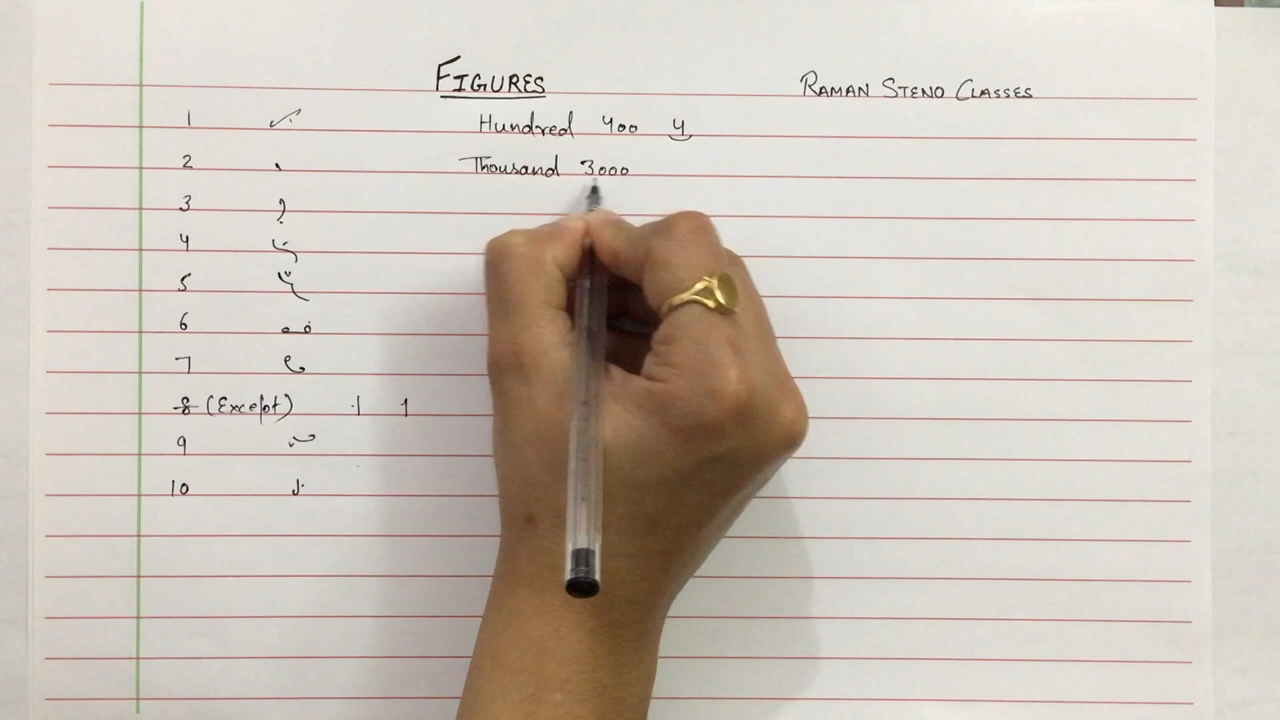 FIGURES
RAMAN STENO CLASSES
1
Hundred 400 4
2
Thousand 3000
3
4
5
6
7
8 (Except)
9
10